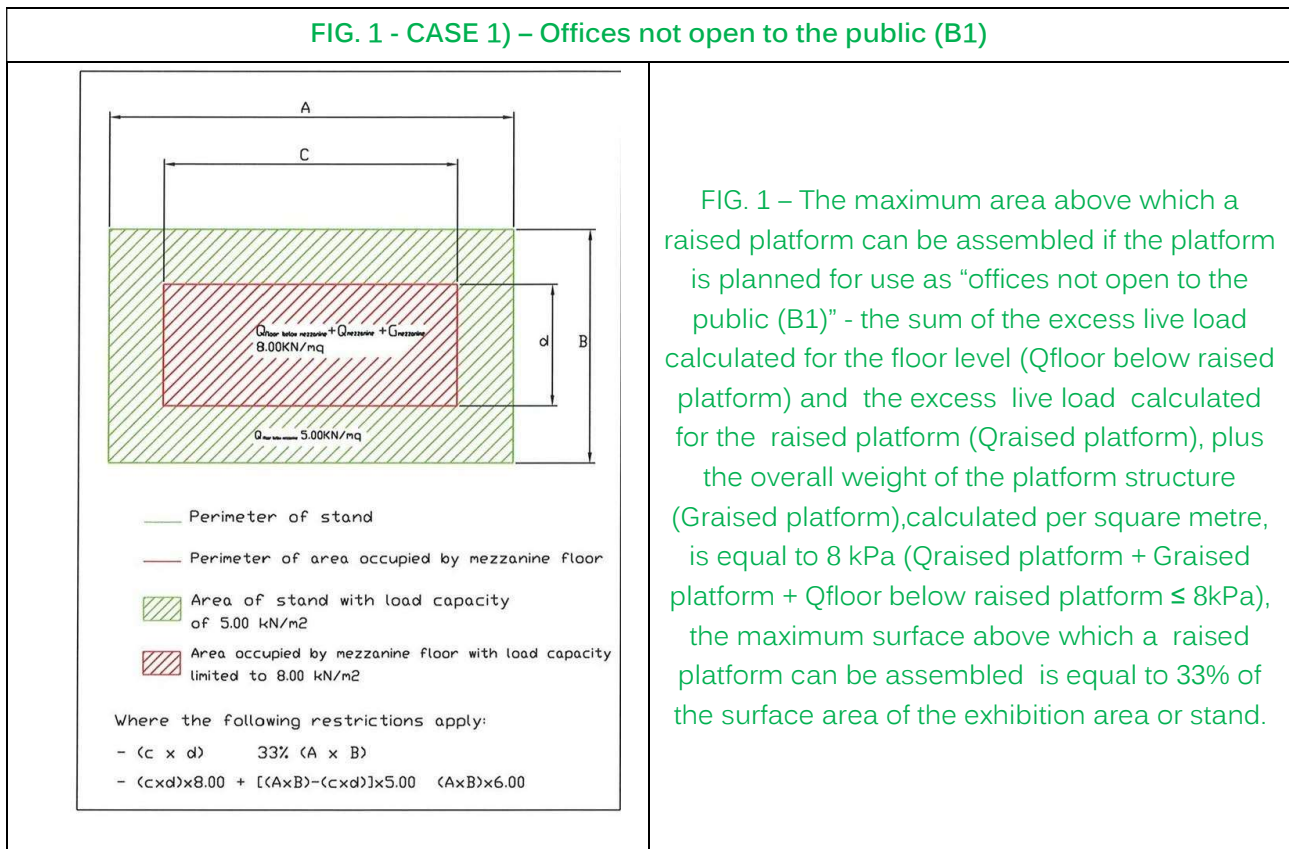 FIG. 1 - CASE 1) – Offices not open to the public (B1)
A
C
Qfloor below mezzanine+Qmezzanine +Gmezzanine
8.00KN/mq
d
B
Qfloor below mezzanine 5.00KN/mq
Perimeter of stand
Perimeter of area occupied by mezzanine floor
Area of stand with load capacity
of 5.00 kN/m2
Area occupied by mezzanine floor with load capacity
limited to 8.00 kN/m2
Where the following restrictions apply:
- (c x d) 33% (A x B)
- (cxd)x8.00 + [(AxB)-(cxd)]x5.00 (AxB)x6.00
FIG. 1 – The maximum area above which a
raised platform can be assembled if the platform
is planned for use as “offices not open to the
public (B1)” - the sum of the excess live load
calculated for the floor level (Qfloor below raised
platform) and the excess live load calculated
for the raised platform (Qraised platform), plus
the overall weight of the platform structure
(Graised platform),calculated per square metre,
is equal to 8 kPa (Qraised platform + Graised
platform + Qfloor below raised platform ≤ 8kPa),
the maximum surface above which a raised
platform can be assembled is equal to 33% of
the surface area of the exhibition area or stand.